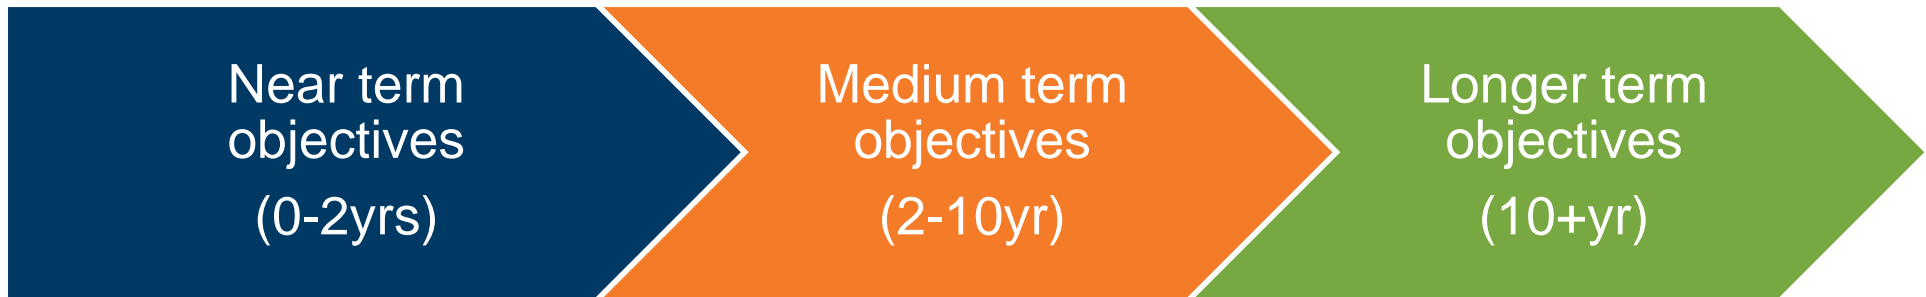 Near term
objectives
(0-2yrs)
Medium term
objectives
(2-10yr)
Longer term
objectives
(10+yr)